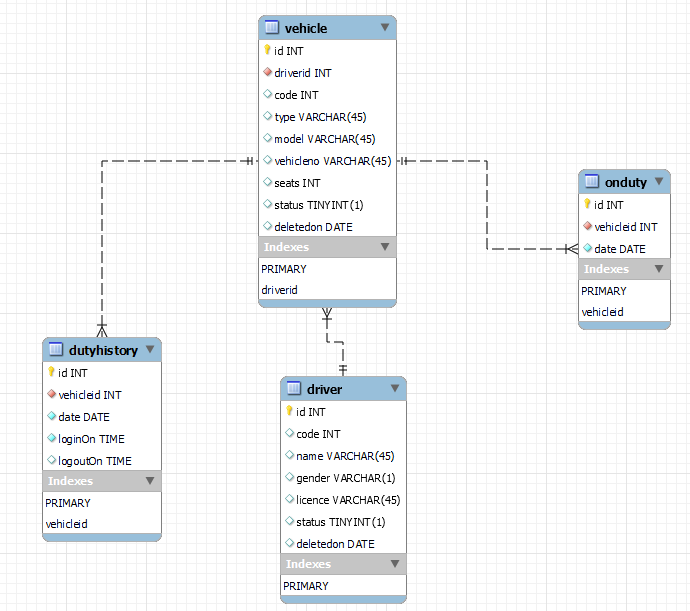 vehicle
id INT
driverid INT
code INT
type VARCHAR(45)
model VARCHAR(45)
vehicleno VARCHAR(45)
seats INT
status TINYINT(1)
deletedon DATE
Indexes
PRIMARY
driverid
onduty
id INT
vehicleid INT
date DATE
Indexes
PRIMARY
vehicleid
dutyhistory
id INT
vehicleid INT
date DATE
loginOn TIME
logoutOn TIME
Indexes
PRIMARY
vehicleid
driver
id INT
code INT
name VARCHAR(45)
gender VARCHAR(1)
licence VARCHAR(45)
status TINYINT(1)
deletedon DATE
Indexes
PRIMARY